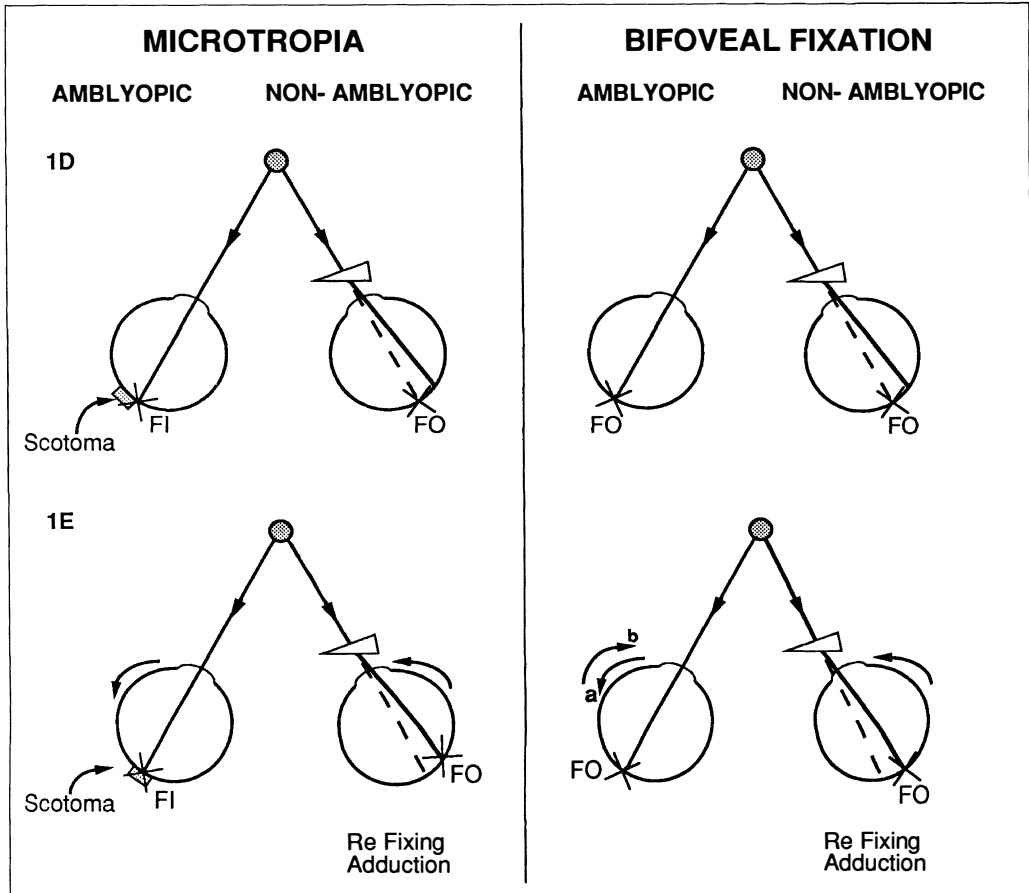 MICROTROPIA
AMBLYOPIC NON- AMBLYOPIC
1D
Scotoma
FI
FO
1E
Scotoma
FI
FO
Re Fixing
Adduction
BIFOVEAL FIXATION
AMBLYOPIC NON- AMBLYOPIC
FO
FO
b
a
FO
FO
Re Fixing
Adduction